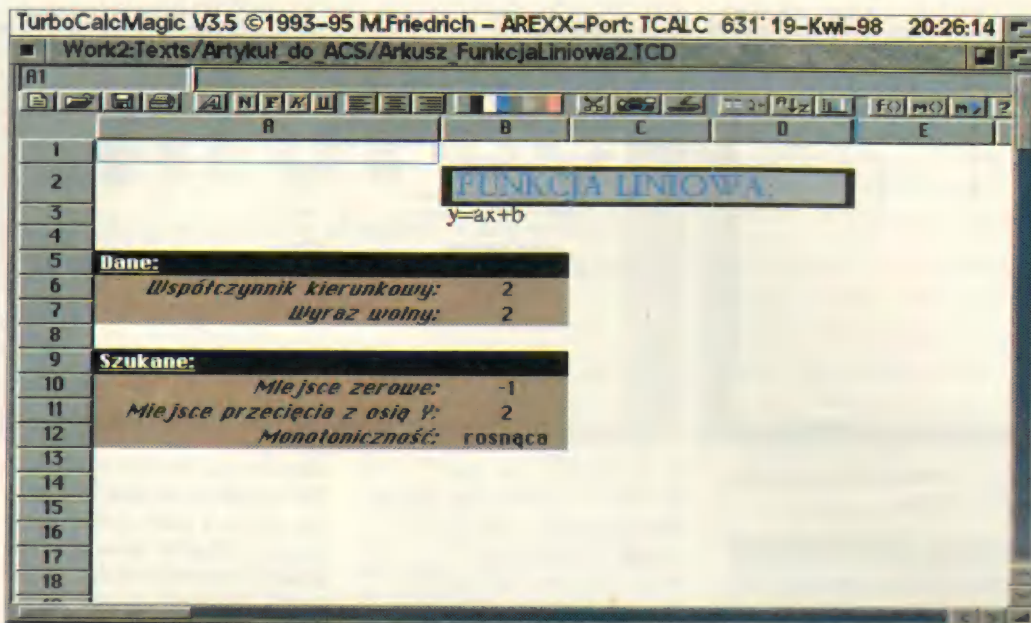 TurboCalcMagic V3.5 ©1993-95 M.Friedrich - AREXX-Port: TCALC 631* 19-Kwi-98 20:26:14
Work2:Texts/Artykuł_do_ACS/Arkusz_FunkcjaLiniowa2.TCD
A1
A N F K U
A B C D E
1
2 FUNKCJA LINIOWA:
3 y=ax+b
4
5 Dane:
6 Współczynnik kierunkowy: 2
7 Wyraz wolny: 2
8
9 Szukane:
10 Miejsce zerowe: -1
11 Miejsce przecięcia z osią Y: 2
12 Monotoniczność: rosnąca
13
14
15
16
17
18